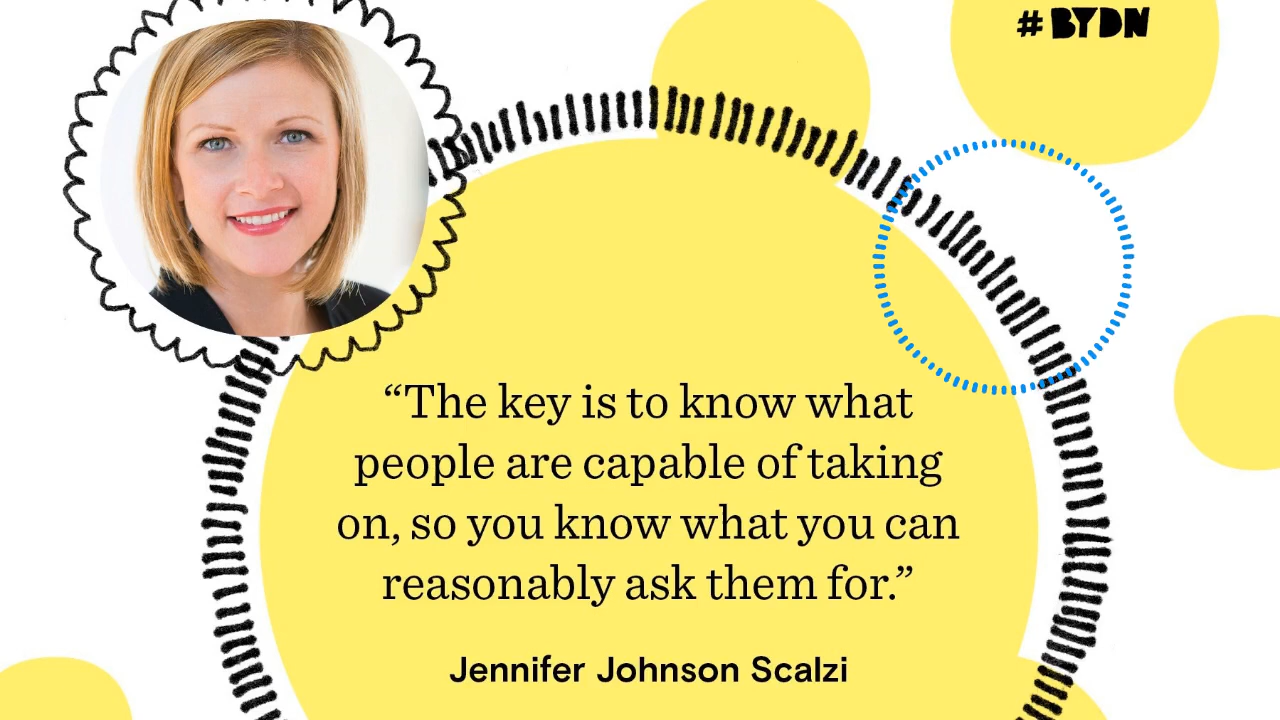 #BYDN
“The key is to know what
people are capable of taking
on, so you know what you can
reasonably ask them for.”
Jennifer Johnson Scalzi